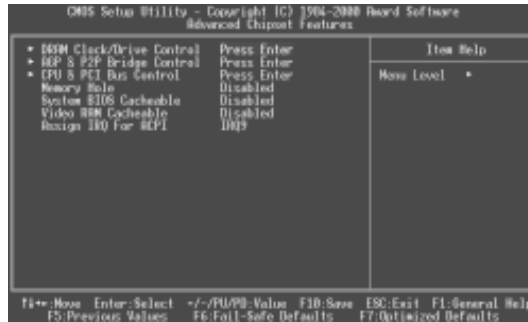 CMOS Setup Utility - Copyright (C) 1984-2000 Award Software
Advanced Chipset Features
DRAM Clock/Drive Control Press Enter
AGP & P2P Bridge Control Press Enter
CPU & PCI Bus Control Press Enter
Memory Hole Disabled
System BIOS Cacheable Disabled
Video RAM Cacheable Disabled
Assign IRQ For ACPI IRQ9
Item Help
Menu Level
↑↓←→:Move Enter:Select +/-/PU/PD:Value F10:Save ESC:Exit F1:General Help
F5:Previous Values F6:Fail-Safe Defaults F7:Optimized Defaults